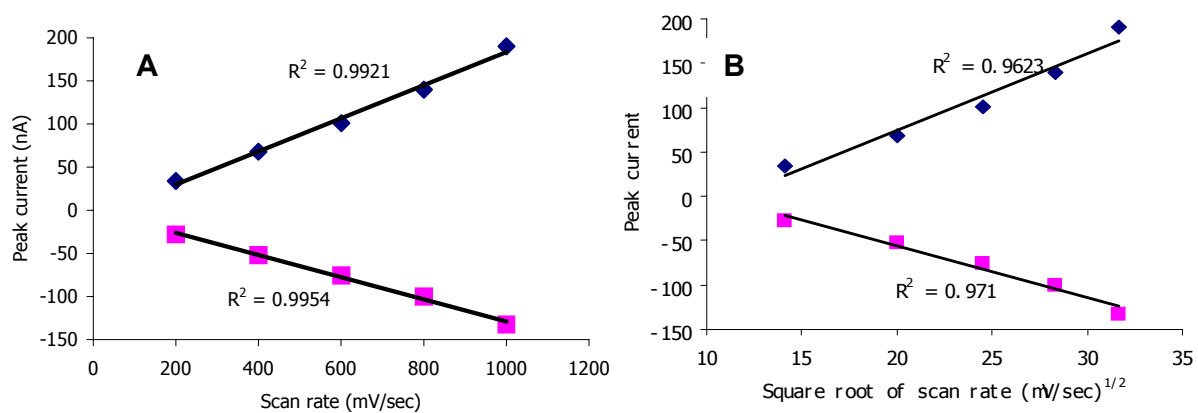 A
Peak current (nA)
200
150
100
50
0
-50
-100
-150
R² = 0.9921
R² = 0.9954
0 200 400 600 800 1000 1200
Scan rate (mV/sec)
B
Peak current
200
150
100
50
0
-50
-100
-150
R² = 0.9623
R² = 0.971
10 15 20 25 30 35
Square root of scan rate (mV/sec)^1/2